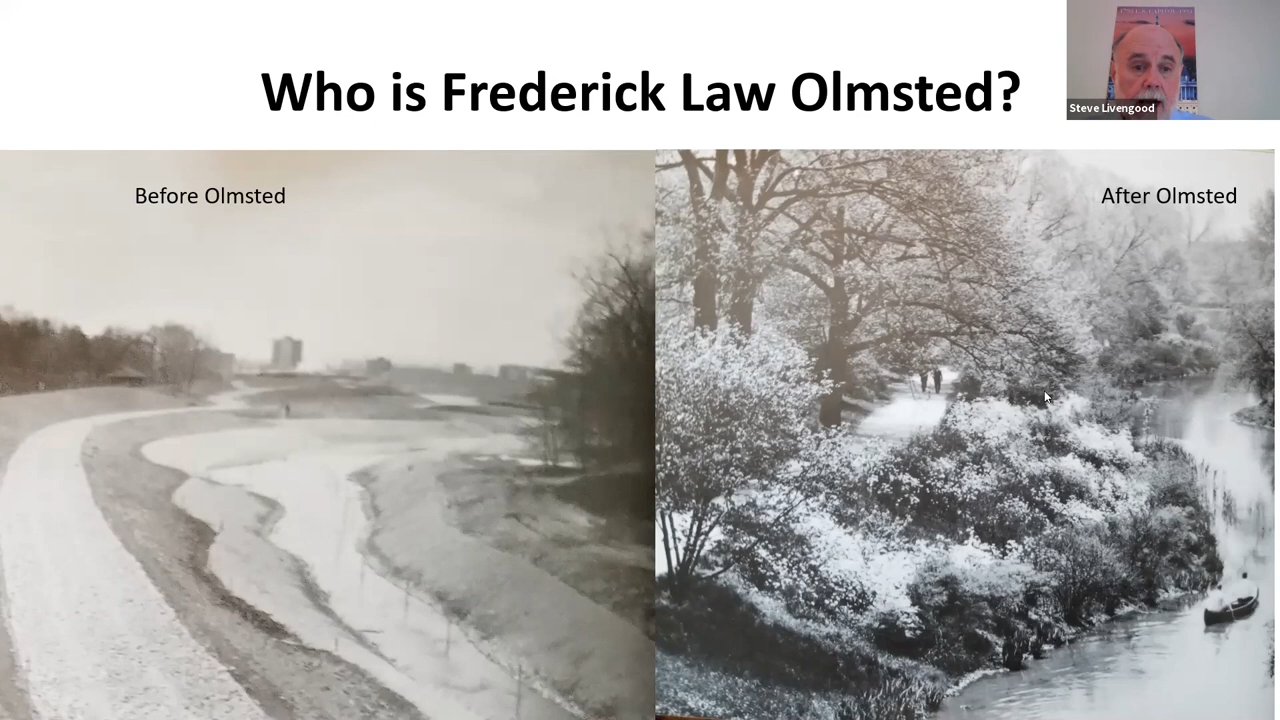 Who is Frederick Law Olmsted?
Steve Livengood
Before Olmsted
After Olmsted